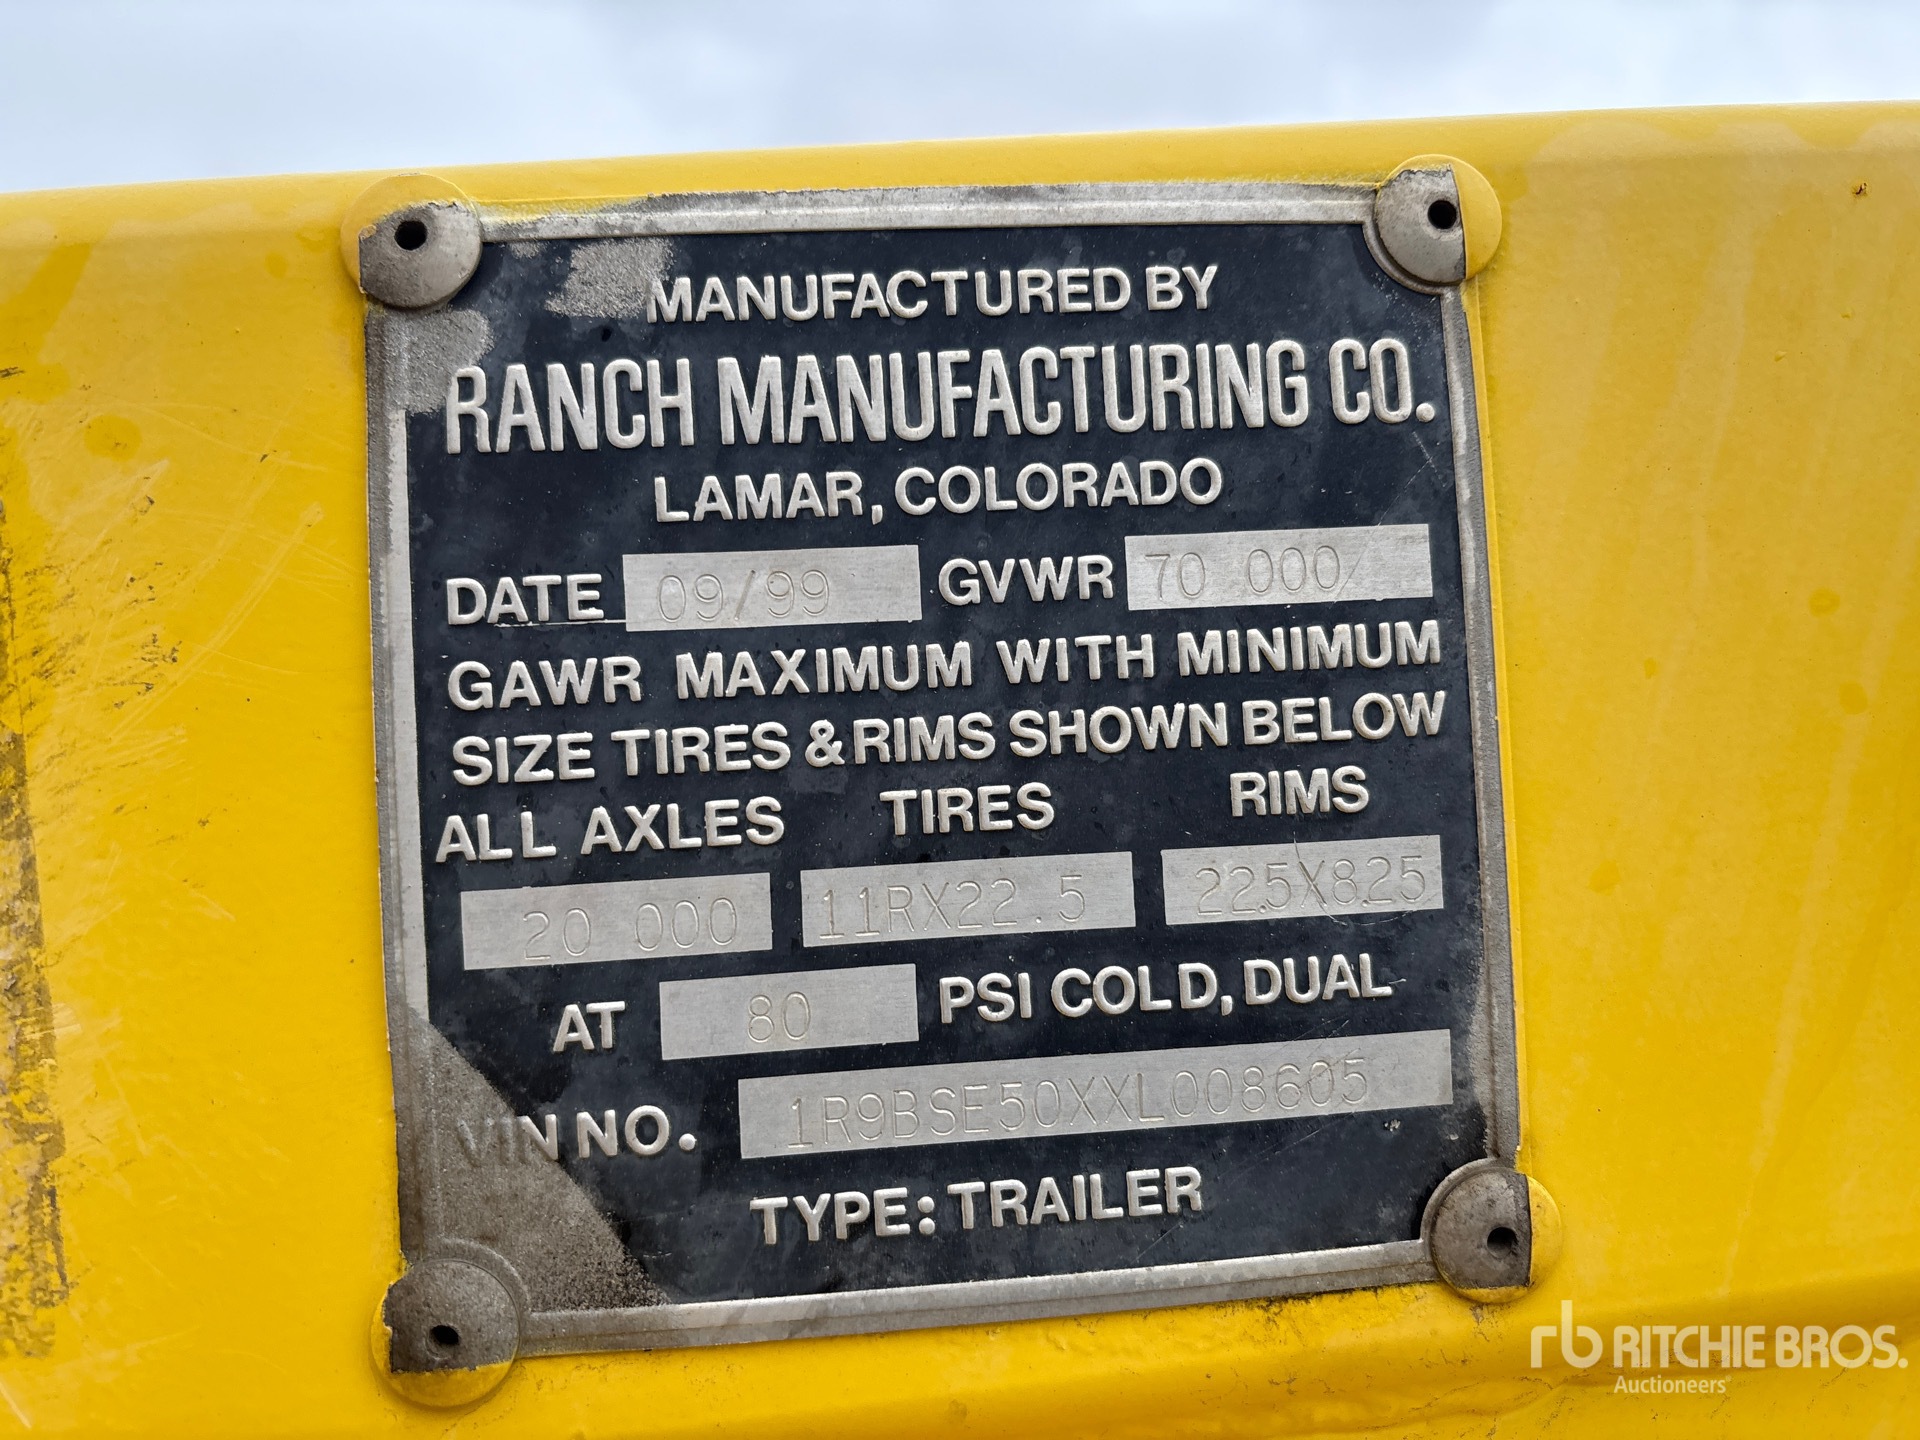 MANUFACTURED BY
RANCH MANUFACTURING CO.
LAMAR, COLORADO
DATE 09/99 GVWR 70 000/
GAWR MAXIMUM WITH MINIMUM
SIZE TIRES & RIMS SHOWN BELOW
ALL AXLES TIRES RIMS
20 000 11RX22.5 22.5X8.25
AT 80 PSI COLD, DUAL
VIN NO. 1R9BSE50XXL008605
TYPE: TRAILER
rb RITCHIE BROS.
Auctioneers